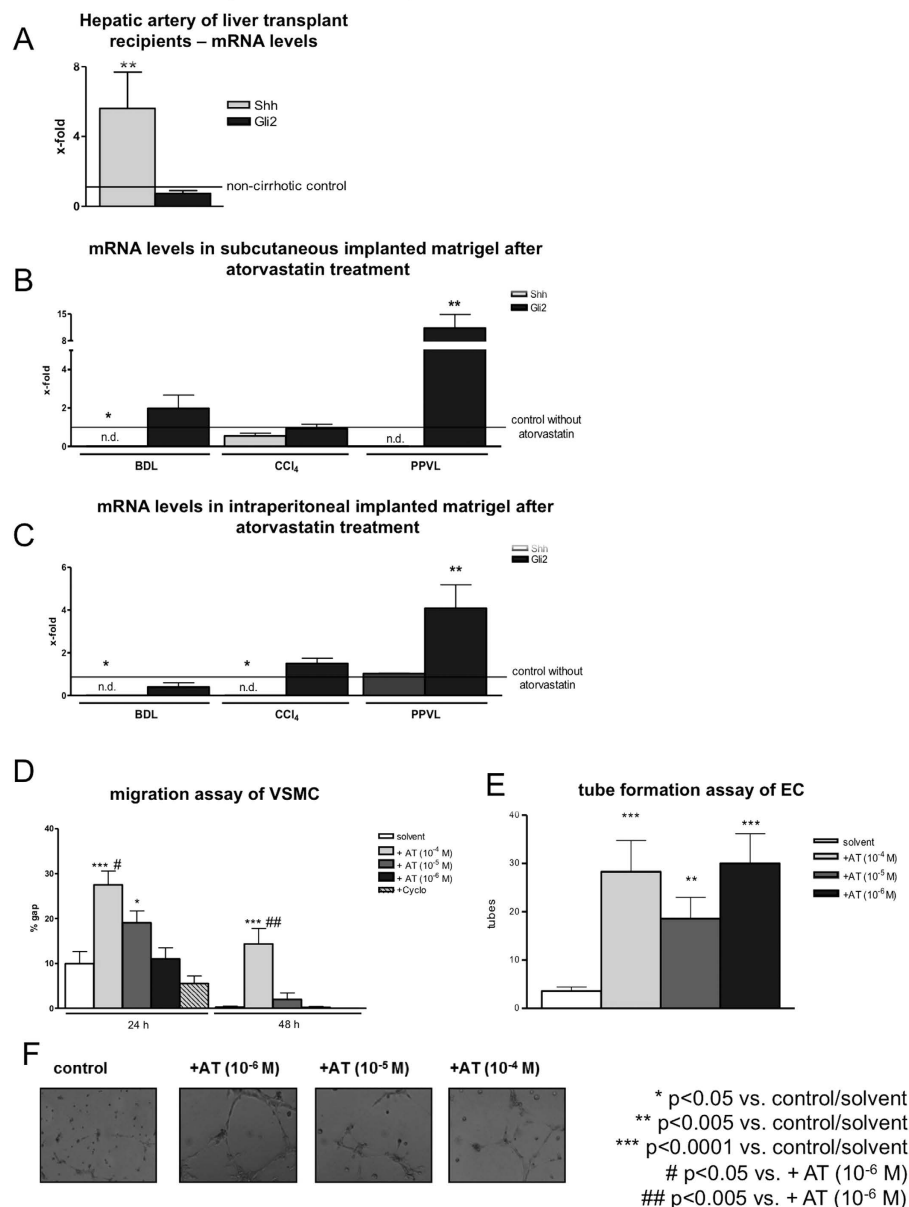 A
Hepatic artery of liver transplant
recipients – mRNA levels
8
**
Shh
Gli2
x-fold
4
non-cirrhotic control
0
mRNA levels in subcutaneous implanted matrigel after
atorvastatin treatment
B
Shh
Gli2
15
**
8
x-fold
4
2
*
control without
atorvastatin
n.d.
n.d.
0
BDL
CCl₄
PPVL
mRNA levels in intraperitoneal implanted matrigel after
atorvastatin treatment
C
Shh
Gli2
6
**
x-fold
4
2
*
*
control without
atorvastatin
n.d.
n.d.
0
BDL
CCl₄
PPVL
D
migration assay of VSMC
40
solvent
+ AT (10⁻⁴ M)
+ AT (10⁻⁵ M)
+ AT (10⁻⁶ M)
+Cyclo
*** #
30
% gap
*
20
*** ##
10
0
24 h
48 h
E
tube formation assay of EC
40
***
***
solvent
+AT (10⁻⁴ M)
+AT (10⁻⁵ M)
+AT (10⁻⁶ M)
30
**
tubes
20
10
0
F
control
+AT (10⁻⁶ M)
+AT (10⁻⁵ M)
+AT (10⁻⁴ M)
* p<0.05 vs. control/solvent
** p<0.005 vs. control/solvent
*** p<0.0001 vs. control/solvent
# p<0.05 vs. + AT (10⁻⁶ M)
## p<0.005 vs. + AT (10⁻⁶ M)